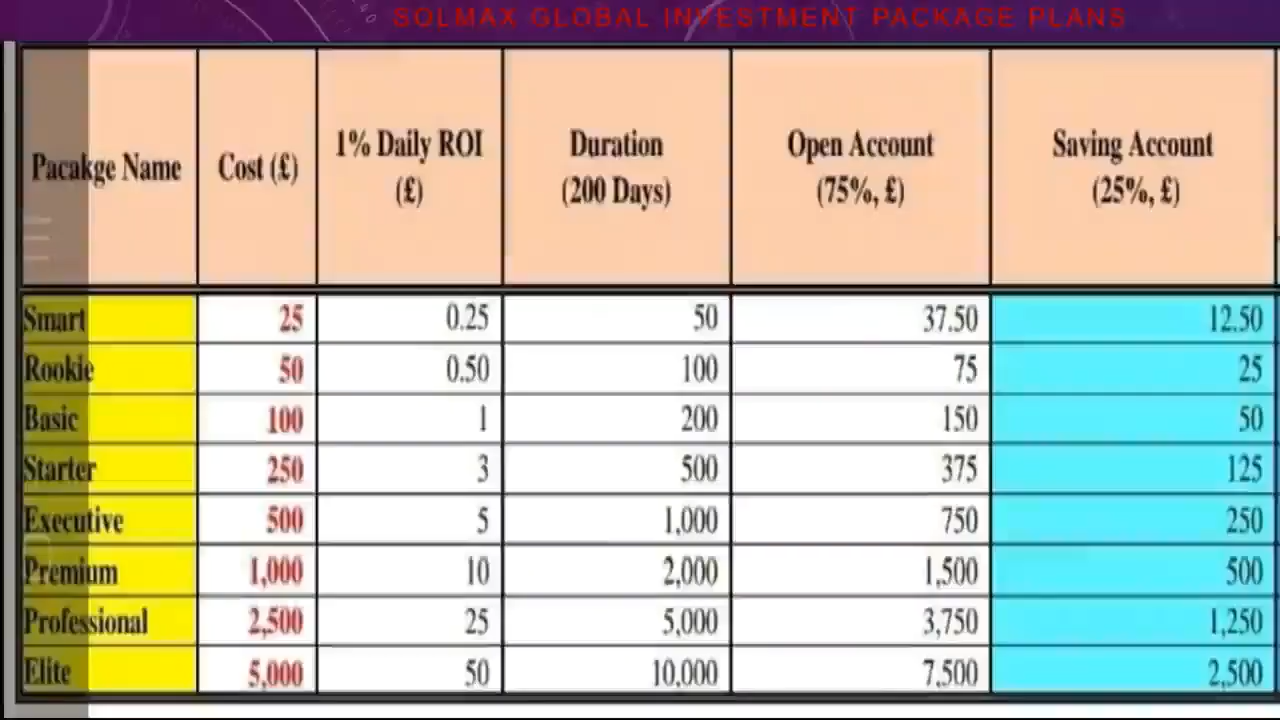 SOLMAX GLOBAL INVESTMENT PACKAGE PLANS
Pacakge Name Cost (£) 1% Daily ROI (£) Duration (200 Days) Open Account (75%, £) Saving Account (25%, £)
Smart 25 0.25 50 37.50 12.50
Rookie 50 0.50 100 75 25
Basic 100 1 200 150 50
Starter 250 3 500 375 125
Executive 500 5 1,000 750 250
Premium 1,000 10 2,000 1,500 500
Professional 2,500 25 5,000 3,750 1,250
Elite 5,000 50 10,000 7,500 2,500